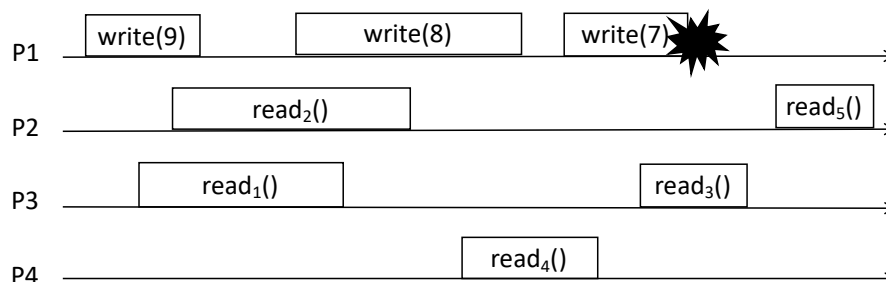 P1 write(9) write(8) write(7)
P2 read₂() read₅()
P3 read₁() read₃()
P4 read₄()